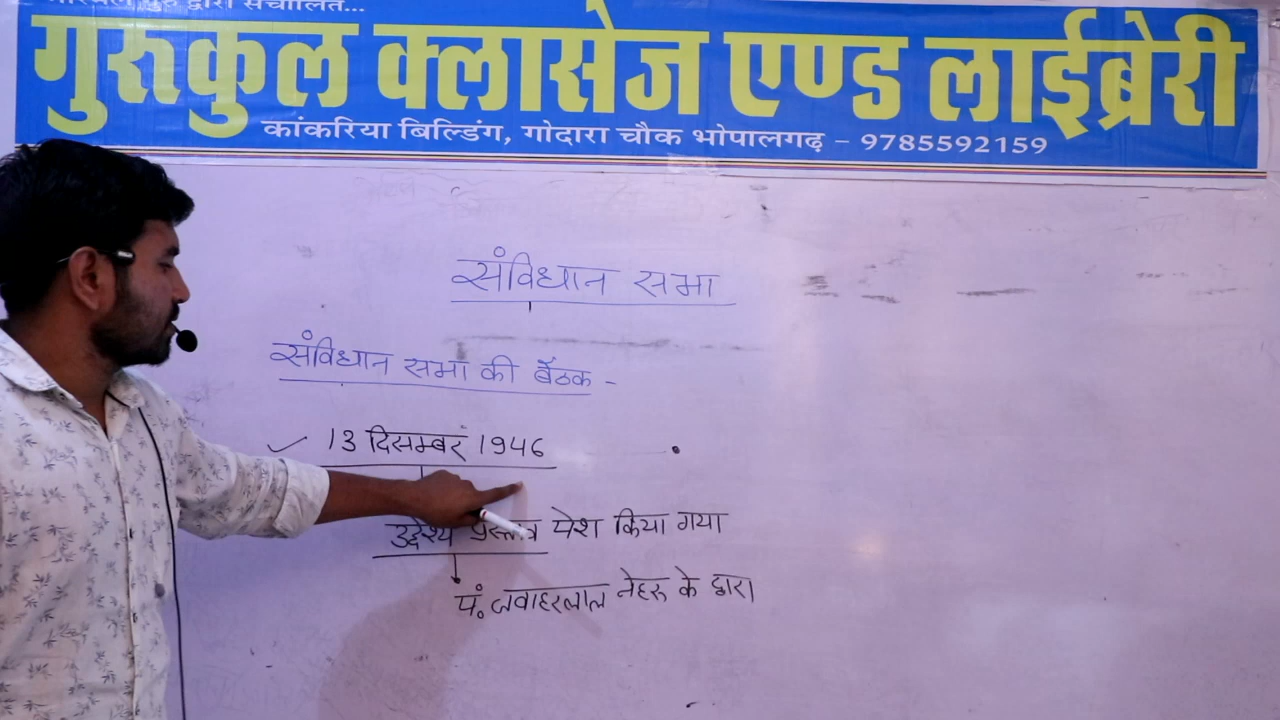 द्वारा संचालित...
गुरुकुल क्लासेज एण्ड लाईब्रेरी
कांकरिया बिल्डिंग, गोदारा चौक भोपालगढ़ – 9785592159
संविधान सभा
संविधान सभा की बैठक -
13 दिसम्बर 1946
उद्देश्य प्रस्ताव पेश किया गया
पं. जवाहरलाल नेहरू के द्वारा